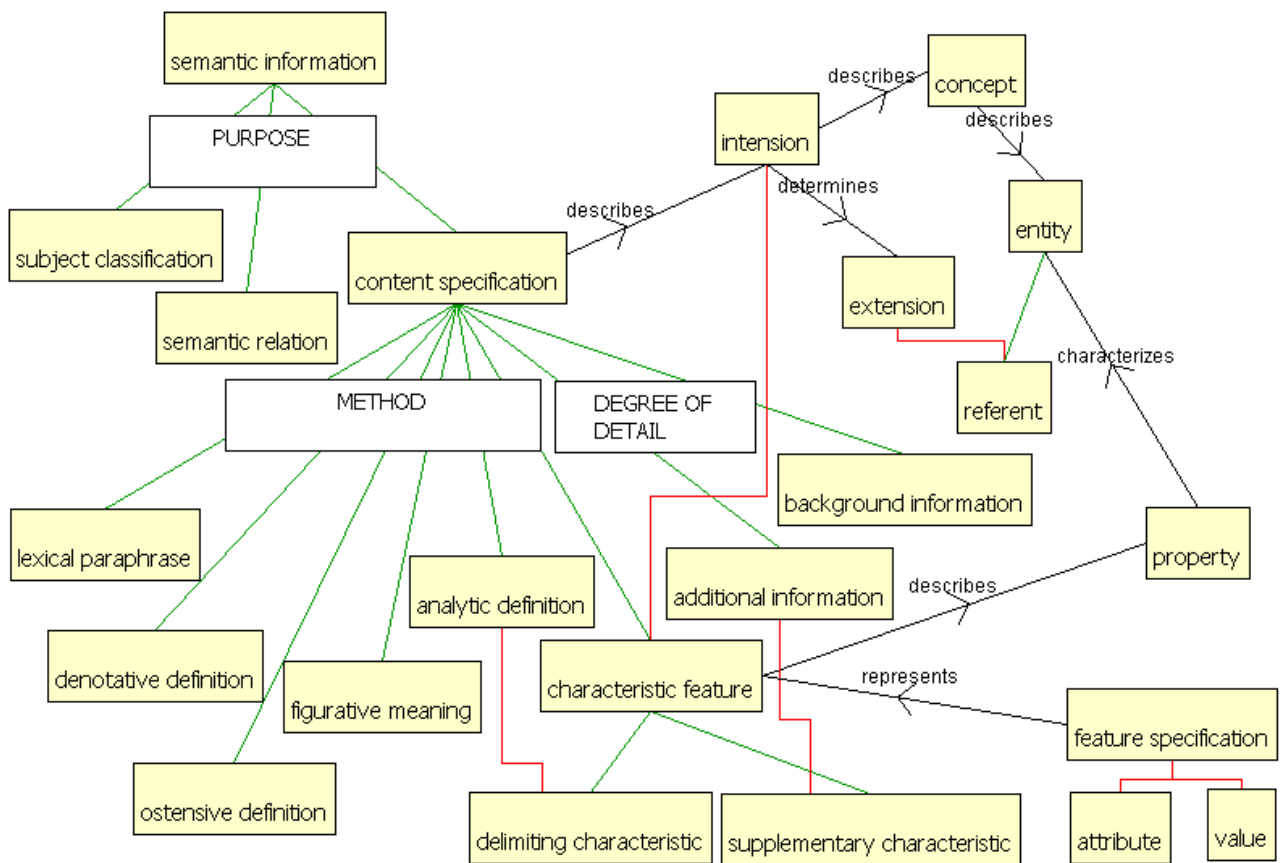 semantic information
describes
concept
PURPOSE
intension
describes
determines
describes
entity
subject classification
content specification
extension
semantic relation
characterizes
METHOD
DEGREE OF
DETAIL
referent
background information
lexical paraphrase
property
analytic definition
additional information
describes
denotative definition
figurative meaning
characteristic feature
represents
feature specification
ostensive definition
delimiting characteristic
supplementary characteristic
attribute
value